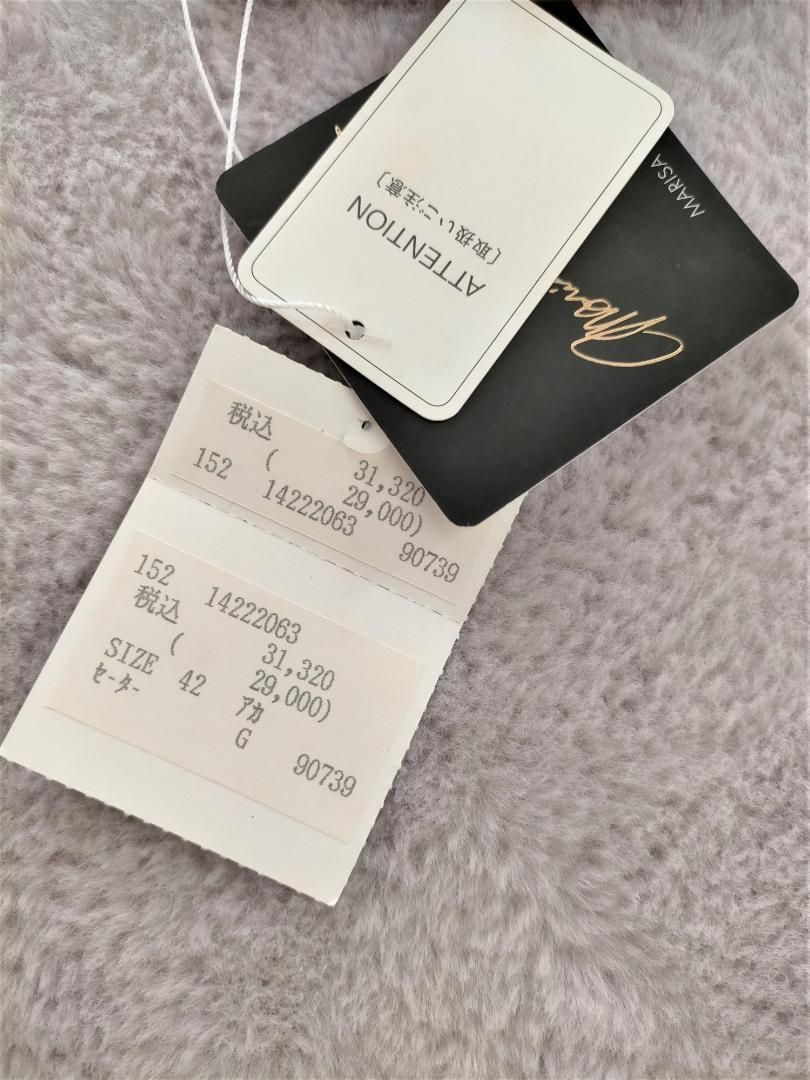 ATTENTION
〔取扱いご注意〕
MARISA
税込
31,320
( 29,000)
152 14222063
90739
152 14222063
税込
31,320
( 29,000)
SIZE 42
セーター アカ
G
90739